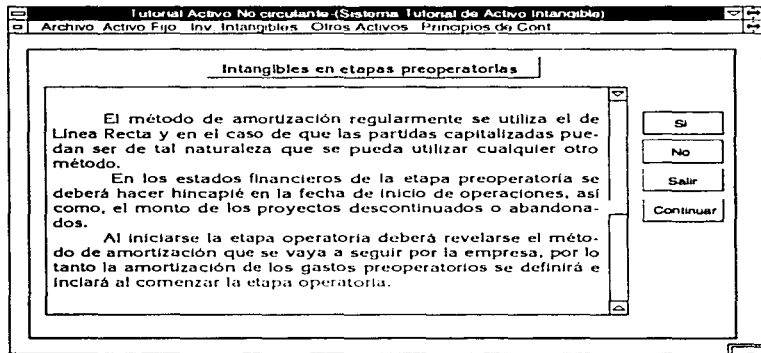 Tutorial Activo No circulante-(Sistema Tutorial de Activo Intangible)
Archivo Activo Fijo Inv. Intangibles Otros Activos Principios de Cont
Intangibles en etapas preoperatorias
El método de amortización regularmente se utiliza el de
Línea Recta y en el caso de que las partidas capitalizadas pue-
dan ser de tal naturaleza que se pueda utilizar cualquier otro
método.
En los estados financieros de la etapa preoperatoria se
deberá hacer hincapié en la fecha de inicio de operaciones, así
como, el monto de los proyectos descontinuados o abandona-
dos.
Al iniciarse la etapa operatoria deberá revelarse el méto-
do de amortización que se vaya a seguir por la empresa, por lo
tanto la amortización de los gastos preoperatorios se definirá e
inciará al comenzar la etapa operatoria.
Si
No
Salir
Continuar